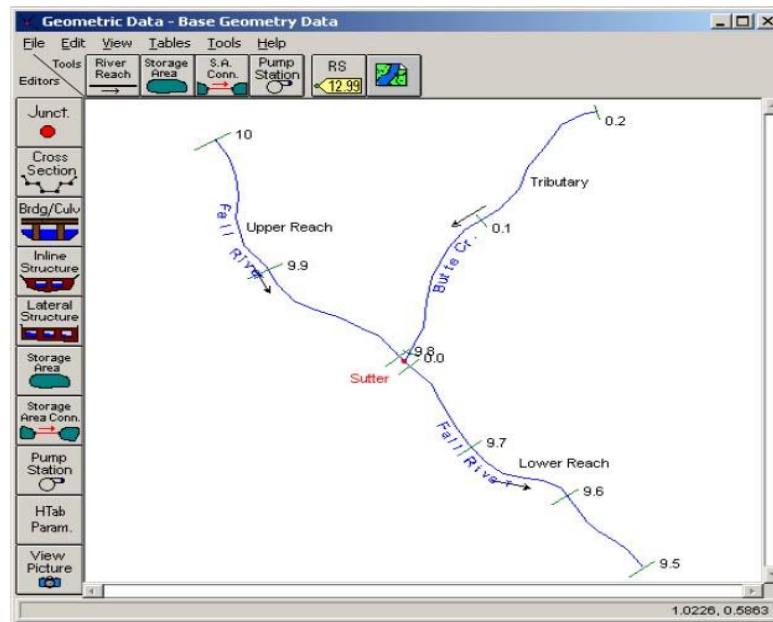 Geometric Data - Base Geometry Data
File Edit View Tables Tools Help
Tools
Editors
River
Reach
Storage
Area
S.A.
Conn.
Pump
Station
RS
12.99
Junct.
Cross
Section
Brdg/Culv
Inline
Structure
Lateral
Structure
Storage
Area
Storage
Area Conn.
Pump
Station
HTab
Param.
View
Picture
10
0.2
Tributary
Upper Reach
0.1
Fall River
9.9
Butte Cr.
9.8
0.0
Sutter
Fall River
9.7
Lower Reach
9.6
9.5
1.0226, 0.5863